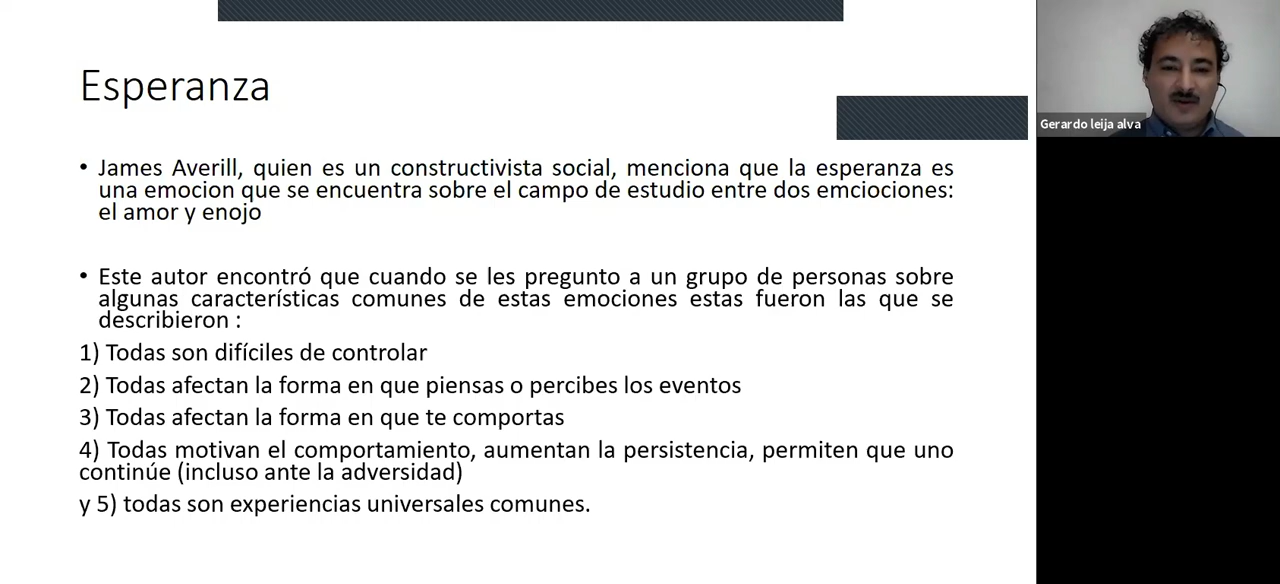 Esperanza
Gerardo leija alva
• James Averill, quien es un constructivista social, menciona que la esperanza es
una emocion que se encuentra sobre el campo de estudio entre dos emciociones:
el amor y enojo
• Este autor encontró que cuando se les pregunto a un grupo de personas sobre
algunas características comunes de estas emociones estas fueron las que se
describieron :
1) Todas son difíciles de controlar
2) Todas afectan la forma en que piensas o percibes los eventos
3) Todas afectan la forma en que te comportas
4) Todas motivan el comportamiento, aumentan la persistencia, permiten que uno
continúe (incluso ante la adversidad)
y 5) todas son experiencias universales comunes.